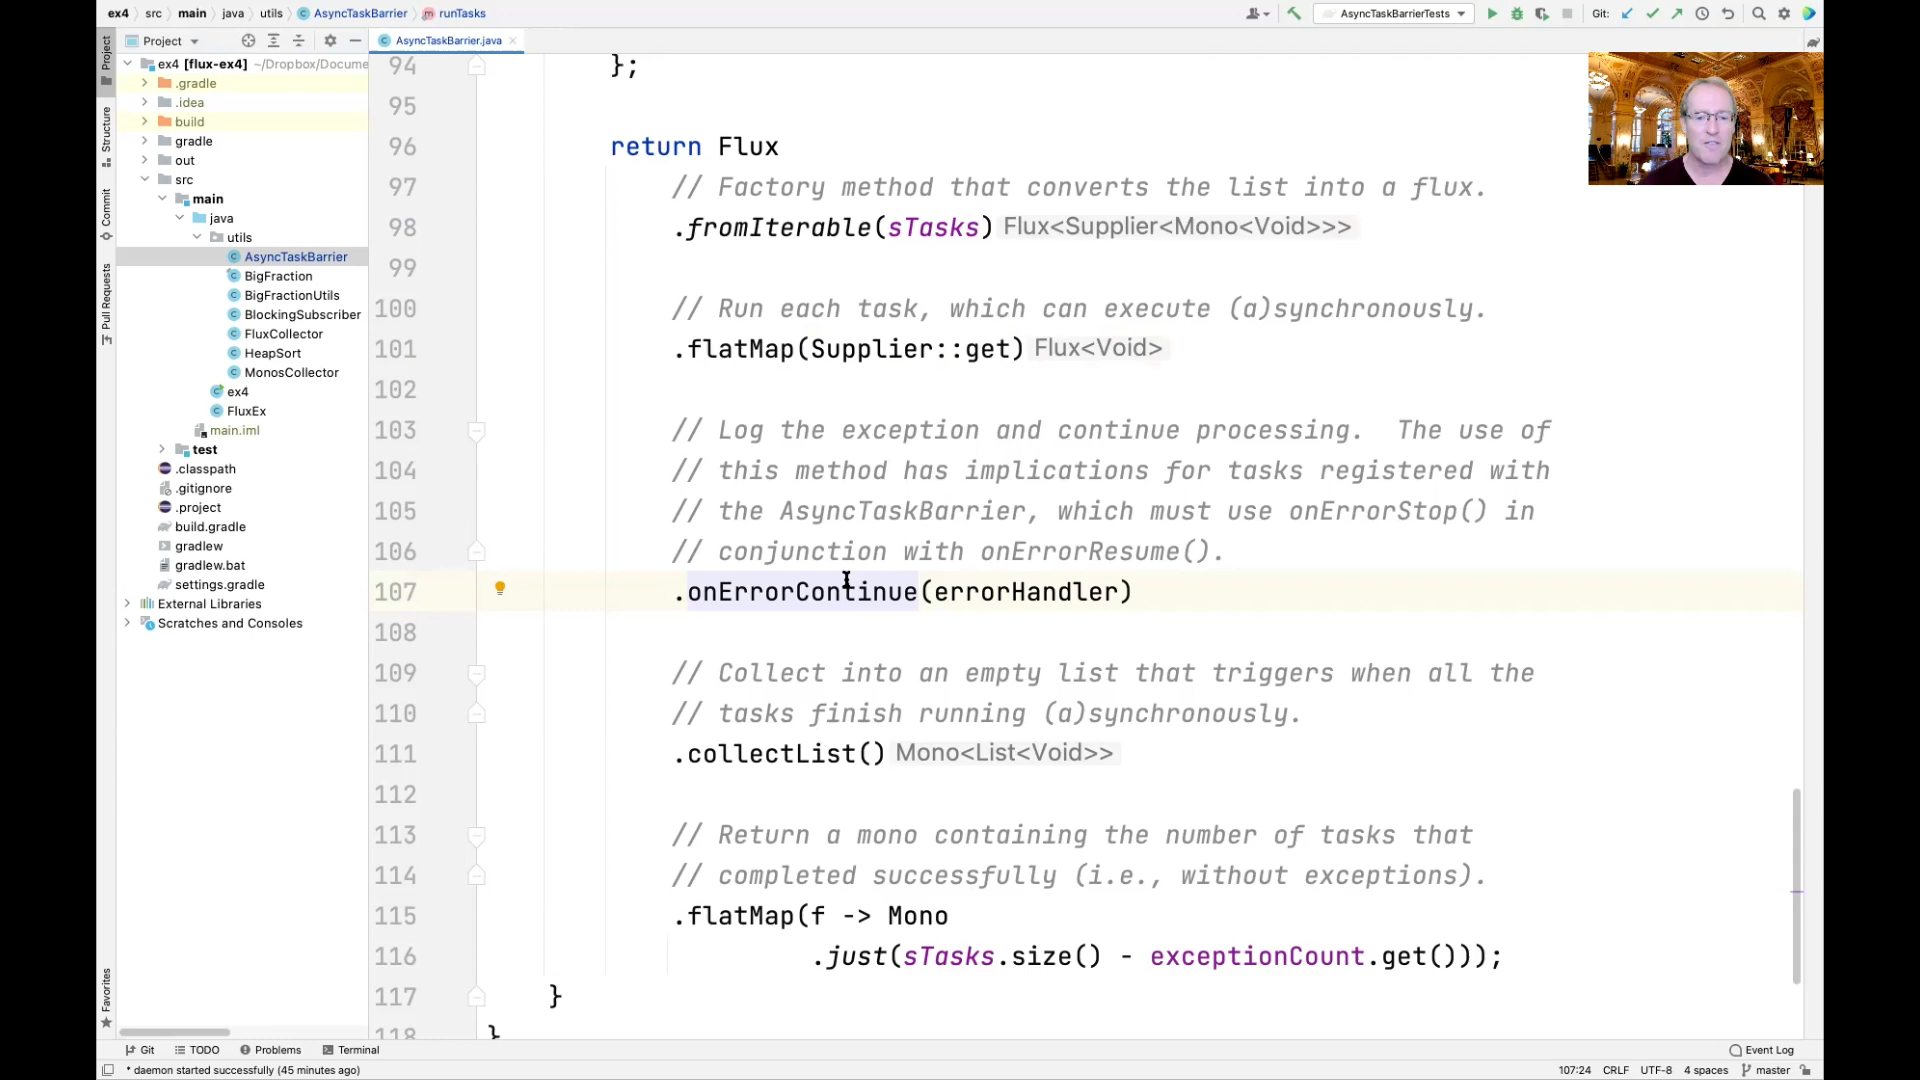 ex4 src main java utils AsyncTaskBarrier runTasks
AsyncTaskBarrierTests
Git:
Project
AsyncTaskBarrier.java
Project
Structure
Commit
Pull Requests
Favorites
ex4 [flux-ex4] ~/Dropbox/Docume
.gradle
.idea
build
gradle
out
src
main
java
utils
AsyncTaskBarrier
BigFraction
BigFractionUtils
BlockingSubscriber
FluxCollector
HeapSort
MonosCollector
ex4
FluxEx
main.iml
test
.classpath
.gitignore
.project
build.gradle
gradlew
gradlew.bat
settings.gradle
External Libraries
Scratches and Consoles
94 };
95
96 return Flux
97 // Factory method that converts the list into a flux.
98 .fromIterable(sTasks) Flux<Supplier<Mono<Void>>>
99
100 // Run each task, which can execute (a)synchronously.
101 .flatMap(Supplier::get) Flux<Void>
102
103 // Log the exception and continue processing.  The use of
104 // this method has implications for tasks registered with
105 // the AsyncTaskBarrier, which must use onErrorStop() in
106 // conjunction with onErrorResume().
107 .onErrorContinue(errorHandler)
108
109 // Collect into an empty list that triggers when all the
110 // tasks finish running (a)synchronously.
111 .collectList() Mono<List<Void>>
112
113 // Return a mono containing the number of tasks that
114 // completed successfully (i.e., without exceptions).
115 .flatMap(f -> Mono
116 .just(sTasks.size() - exceptionCount.get()));
117 }
118 }
Git TODO Problems Terminal Event Log
* daemon started successfully (45 minutes ago) 107:24 CRLF UTF-8 4 spaces master